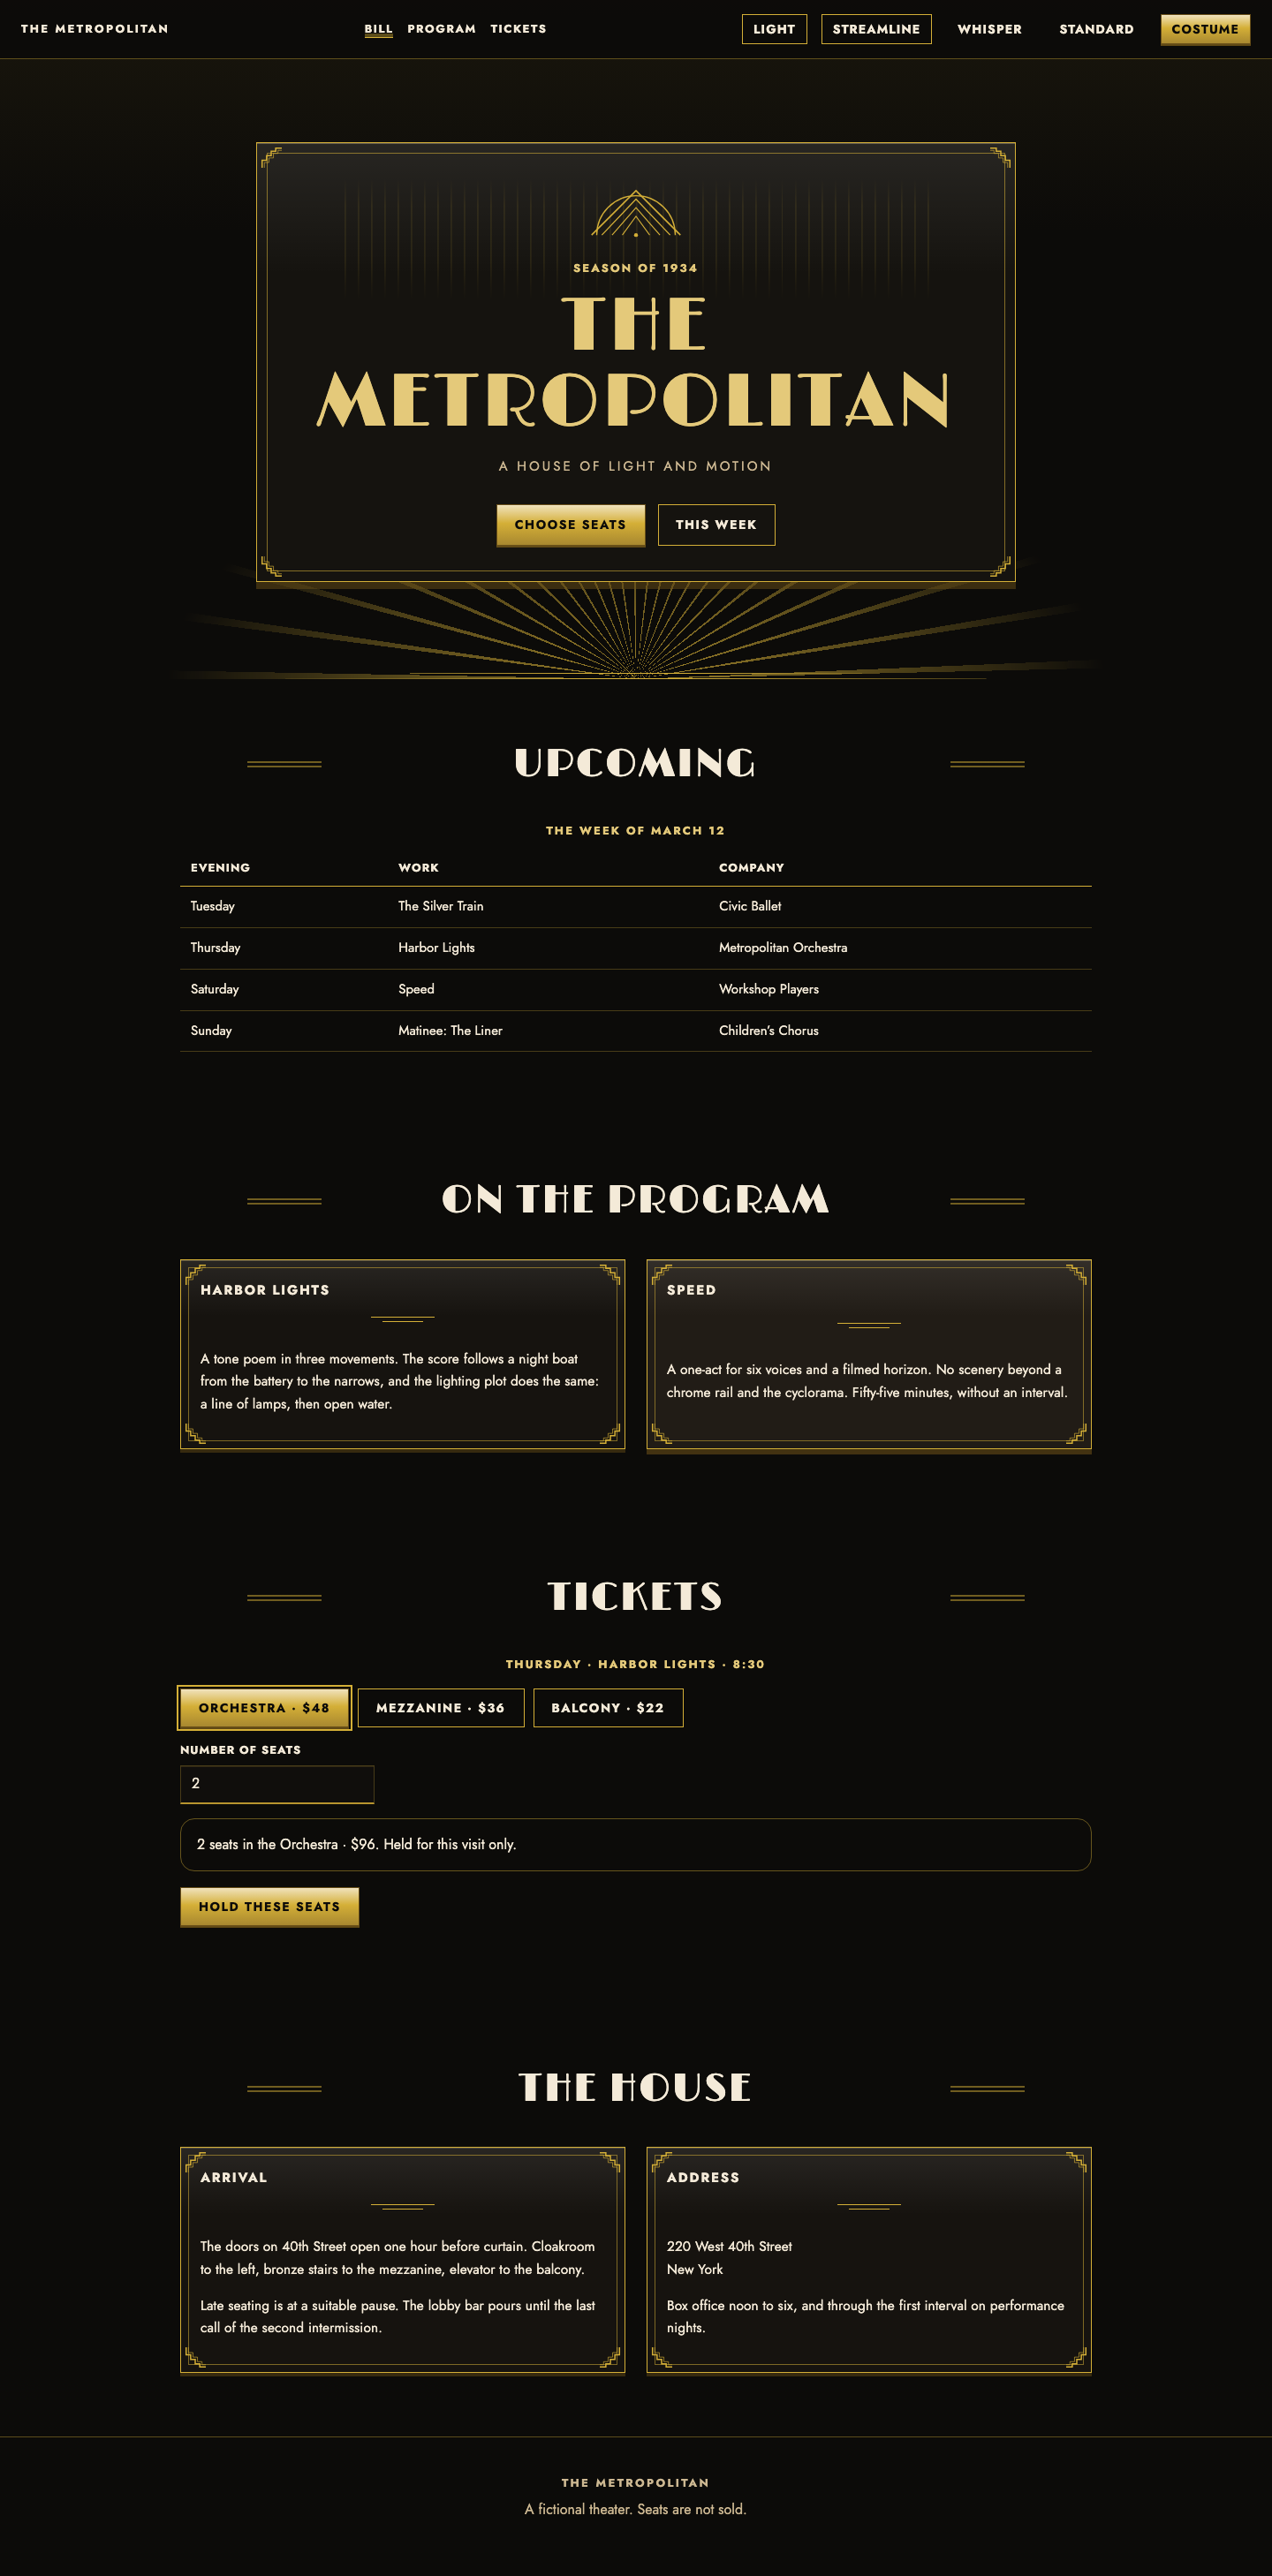 THE METROPOLITAN
BILL PROGRAM TICKETS
LIGHT STREAMLINE WHISPER STANDARD COSTUME
SEASON OF 1934
THE
METROPOLITAN
A HOUSE OF LIGHT AND MOTION
CHOOSE SEATS THIS WEEK
UPCOMING
THE WEEK OF MARCH 12
EVENING WORK COMPANY
Tuesday The Silver Train Civic Ballet
Thursday Harbor Lights Metropolitan Orchestra
Saturday Speed Workshop Players
Sunday Matinee: The Liner Children's Chorus
ON THE PROGRAM
HARBOR LIGHTS
A tone poem in three movements. The score follows a night boat
from the battery to the narrows, and the lighting plot does the same:
a line of lamps, then open water.
SPEED
A one-act for six voices and a filmed horizon. No scenery beyond a
chrome rail and the cyclorama. Fifty-five minutes, without an interval.
TICKETS
THURSDAY · HARBOR LIGHTS · 8:30
ORCHESTRA · $48 MEZZANINE · $36 BALCONY · $22
NUMBER OF SEATS
2
2 seats in the Orchestra · $96. Held for this visit only.
HOLD THESE SEATS
THE HOUSE
ARRIVAL
The doors on 40th Street open one hour before curtain. Cloakroom
to the left, bronze stairs to the mezzanine, elevator to the balcony.
Late seating is at a suitable pause. The lobby bar pours until the last
call of the second intermission.
ADDRESS
220 West 40th Street
New York
Box office noon to six, and through the first interval on performance
nights.
THE METROPOLITAN
A fictional theater. Seats are not sold.